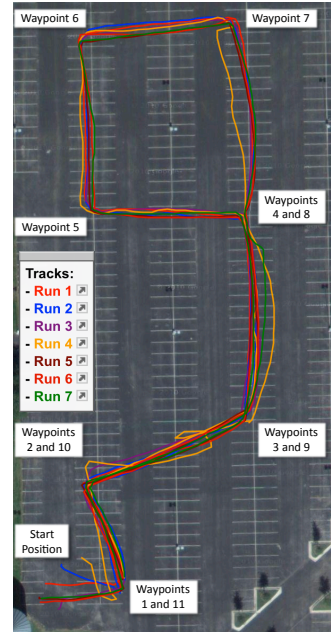 Waypoint 6
Waypoint 7
Waypoints
4 and 8
Waypoint 5
Tracks:
- Run 1
- Run 2
- Run 3
- Run 4
- Run 5
- Run 6
- Run 7
Waypoints
2 and 10
Waypoints
3 and 9
Start
Position
Waypoints
1 and 11